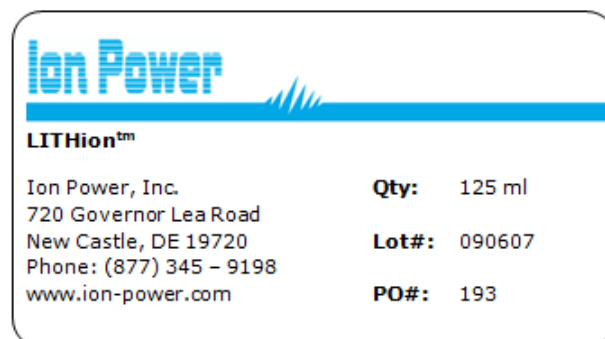 Ion Power
LITHion™
Ion Power, Inc.
720 Governor Lea Road
New Castle, DE 19720
Phone: (877) 345 – 9198
www.ion-power.com
Qty: 125 ml
Lot#: 090607
PO#: 193